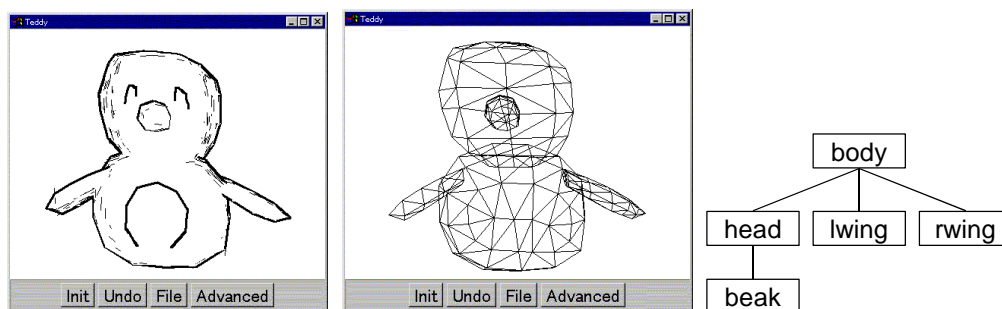 Teddy
Init Undo File Advanced
Teddy
Init Undo File Advanced
body
head lwing rwing
beak